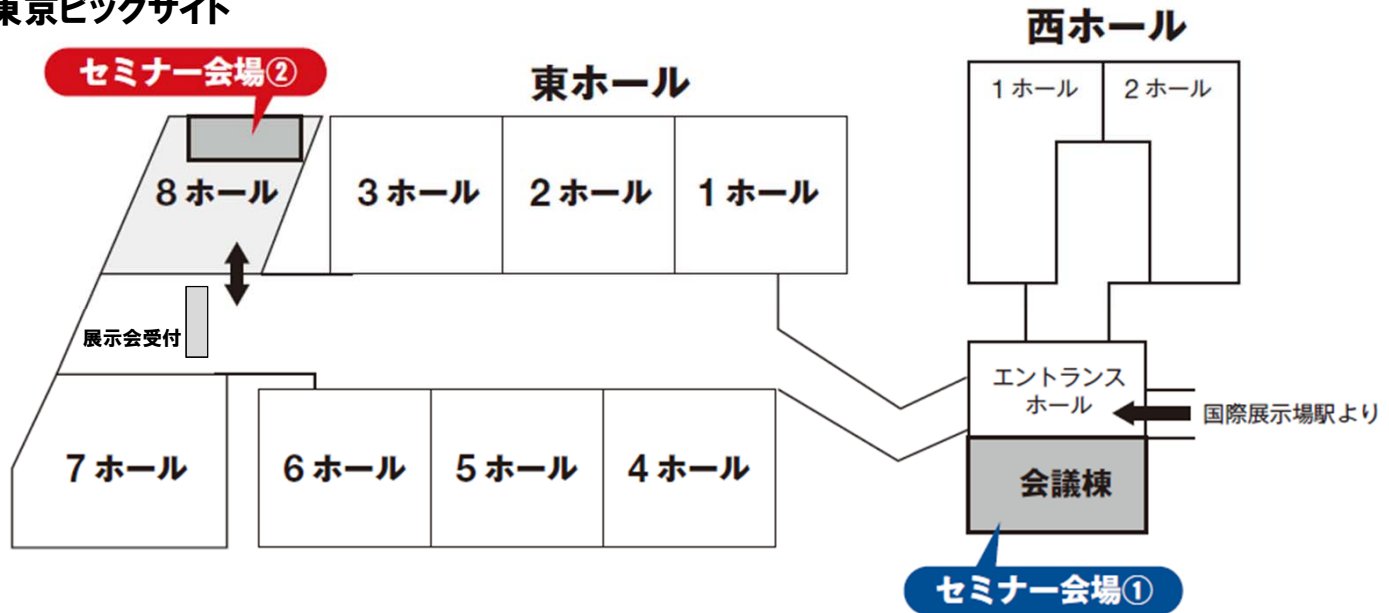 東京ビックサイト
西ホール
セミナー会場②
東ホール
1 ホール
2 ホール
8 ホール
3 ホール
2 ホール
1 ホール
展示会受付
エントランス
ホール
国際展示場駅より
7 ホール
6 ホール
5 ホール
4 ホール
会議棟
セミナー会場①